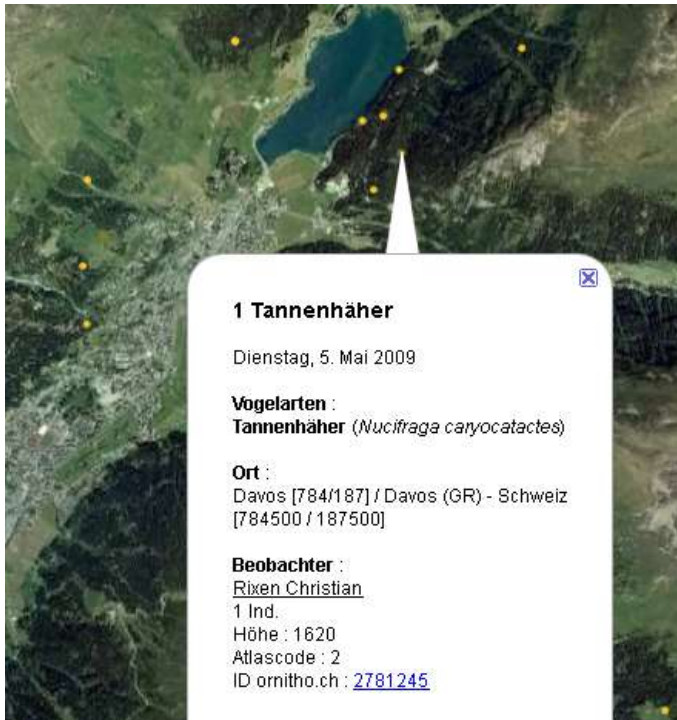 1 Tannenhäher
Dienstag, 5. Mai 2009
Vogelarten :
Tannenhäher (Nucifraga caryocatactes)
Ort :
Davos [784/187] / Davos (GR) - Schweiz
[784500 / 187500]
Beobachter :
Rixen Christian
1 Ind.
Höhe : 1620
Atlascode : 2
ID ornitho.ch : 2781245